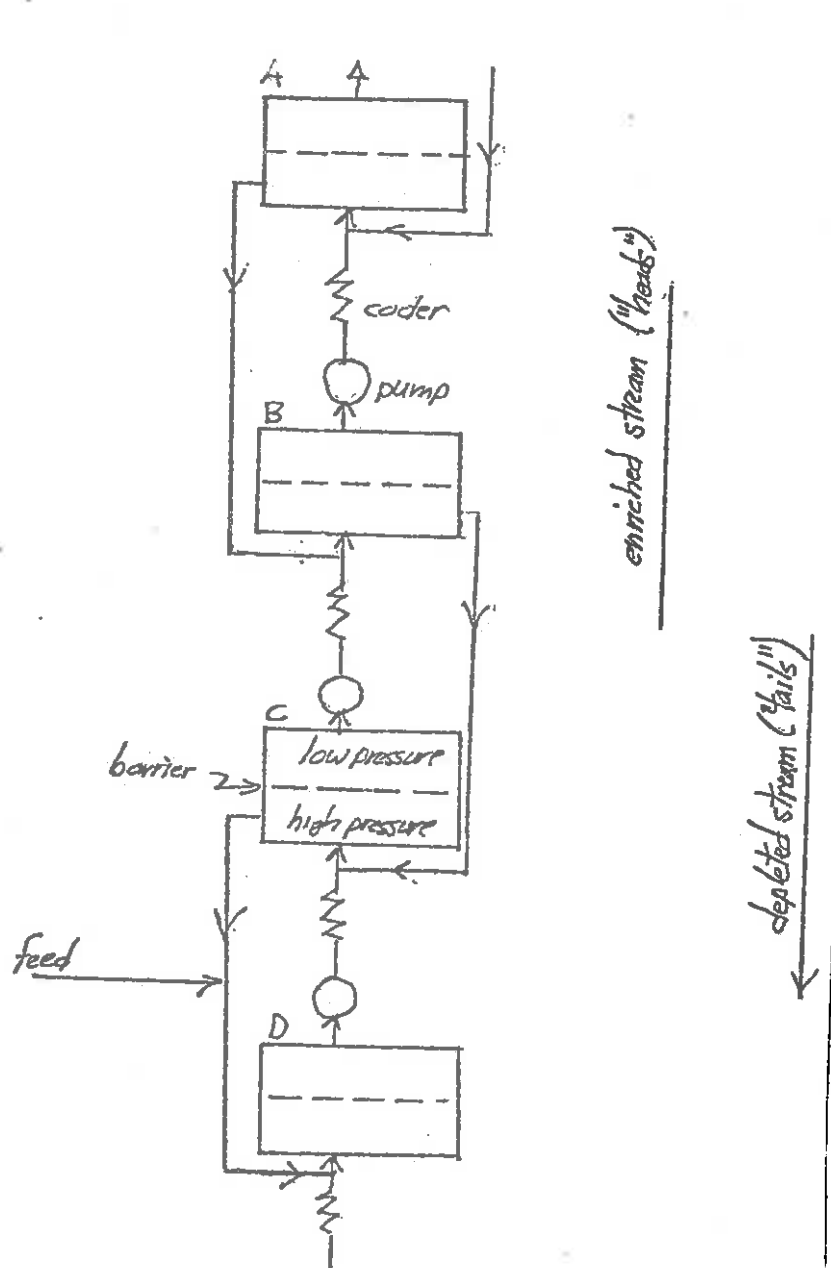 A
cooler
pump
B
enriched stream ("heads")
C
low pressure
barrier
high pressure
depleted stream ("tails")
feed
D